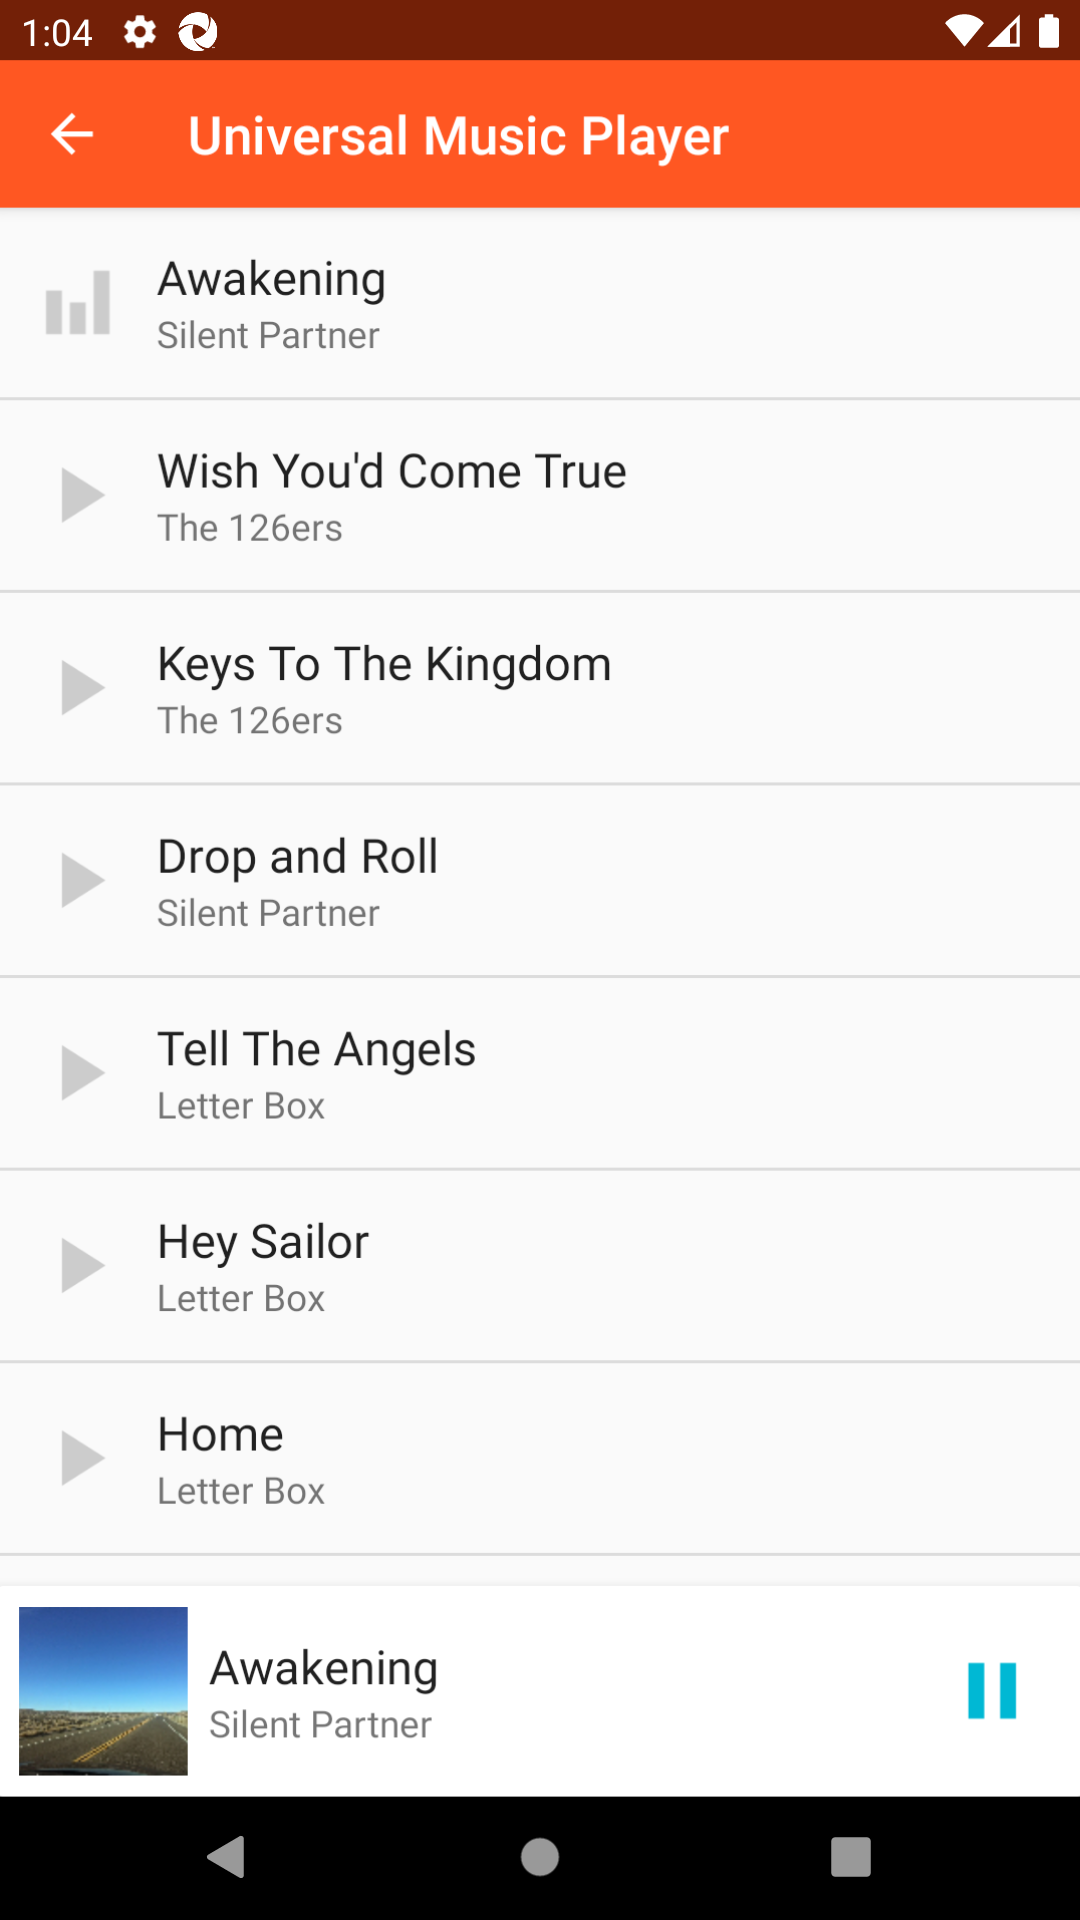 1:04
Universal Music Player
Awakening
Silent Partner
Wish You'd Come True
The 126ers
Keys To The Kingdom
The 126ers
Drop and Roll
Silent Partner
Tell The Angels
Letter Box
Hey Sailor
Letter Box
Home
Letter Box
Awakening
Silent Partner